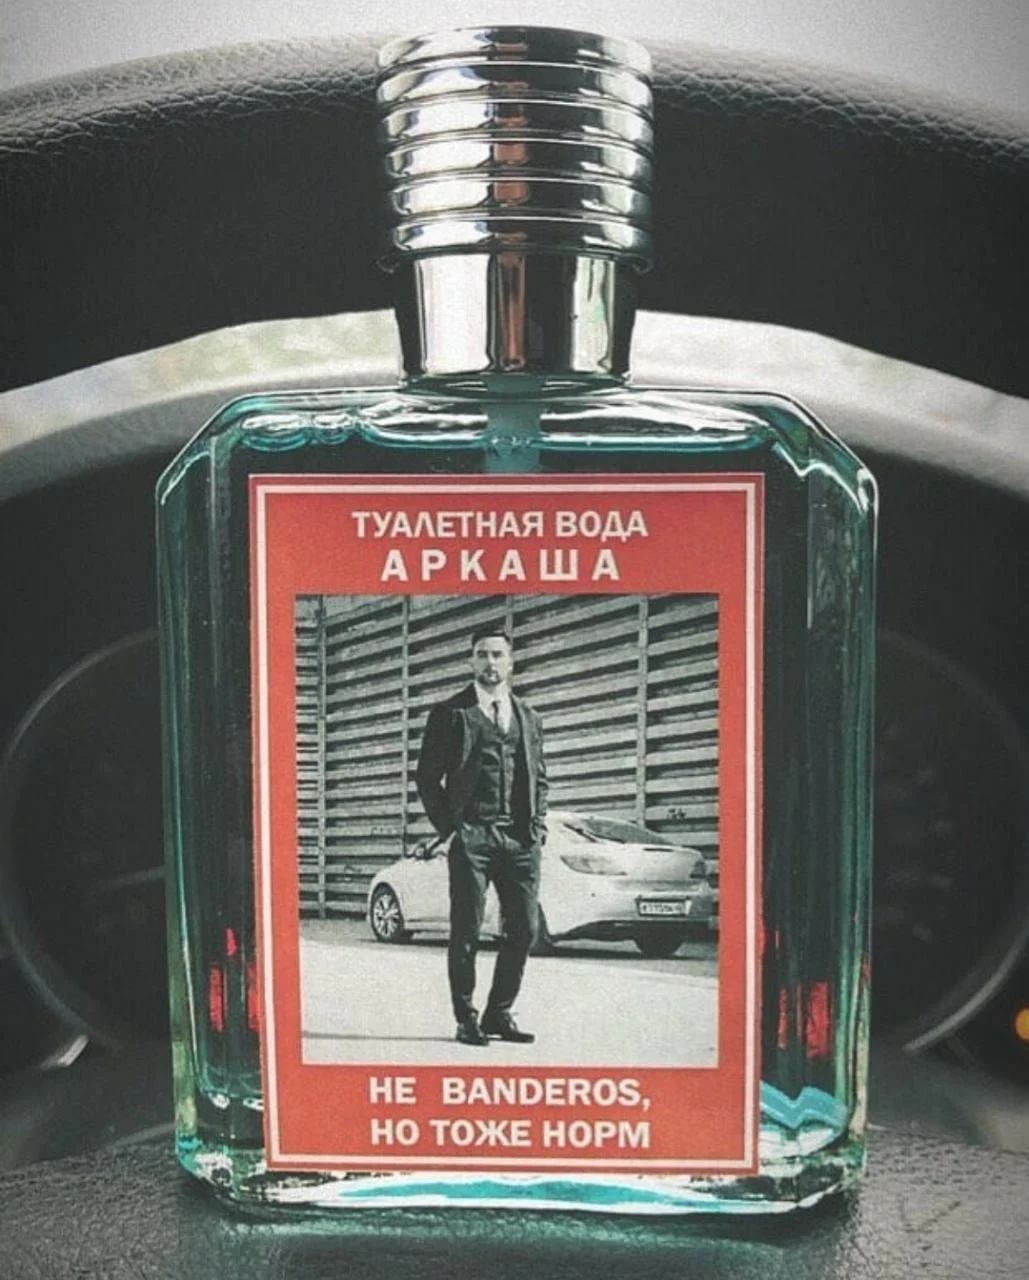 ТУАЛЕТНАЯ ВОДА
АРКАША
НЕ BANDEROS,
НО ТОЖЕ НОРМ